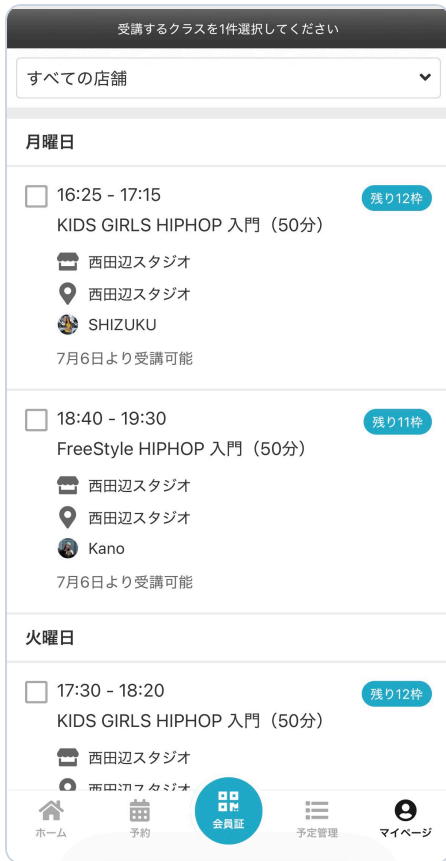 受講するクラスを1件選択してください
すべての店舗
月曜日
16:25 - 17:15
残り12枠
KIDS GIRLS HIPHOP 入門（50分）
西田辺スタジオ
西田辺スタジオ
SHIZUKU
7月6日より受講可能
18:40 - 19:30
残り11枠
FreeStyle HIPHOP 入門（50分）
西田辺スタジオ
西田辺スタジオ
Kano
7月6日より受講可能
火曜日
17:30 - 18:20
残り12枠
KIDS GIRLS HIPHOP 入門（50分）
西田辺スタジオ
西田辺スタジオ
ホーム
予約
会員証
予定管理
マイページ